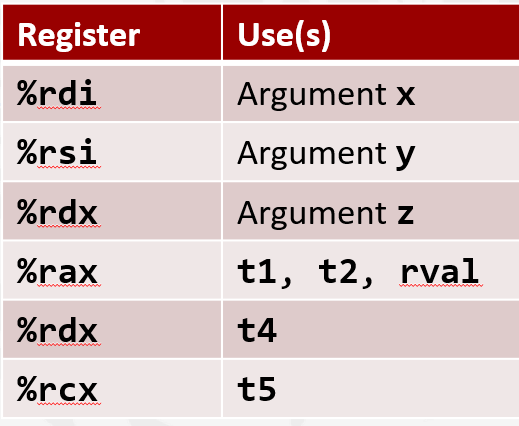 Register Use(s)
%rdi Argument x
%rsi Argument y
%rdx Argument z
%rax t1, t2, rval
%rdx t4
%rcx t5